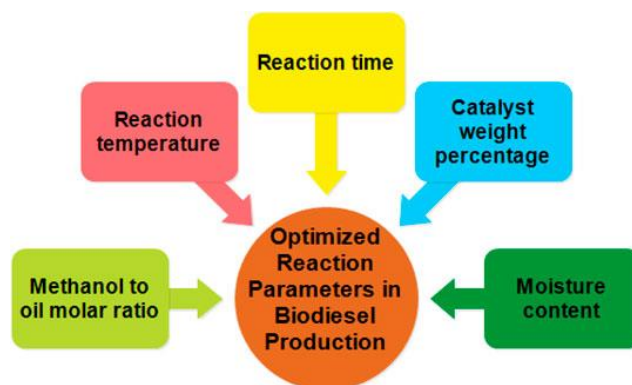 Reaction time
Reaction
temperature
Catalyst
weight
percentage
Methanol to
oil molar ratio
Optimized
Reaction
Parameters in
Biodiesel
Production
Moisture
content